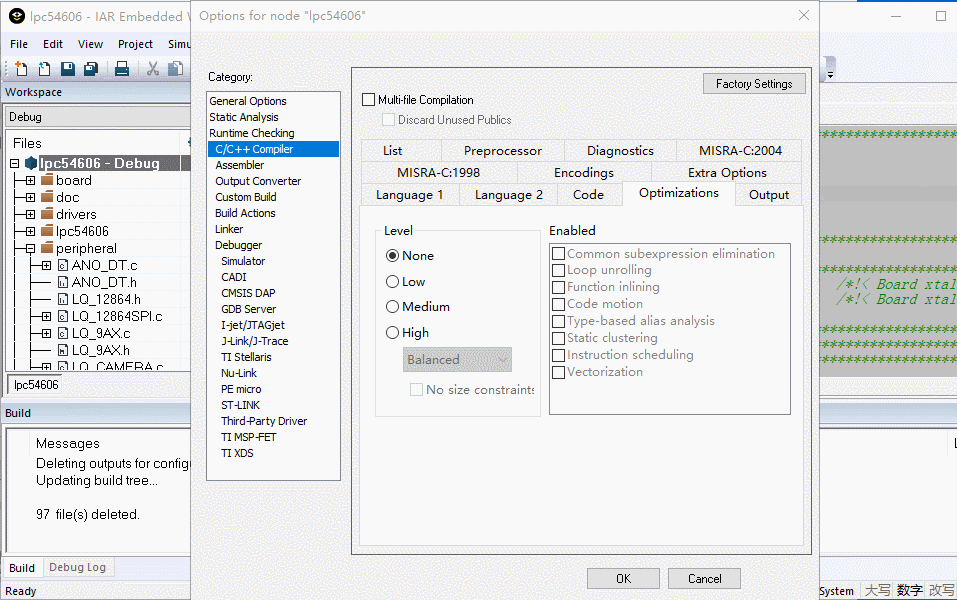 lpc54606 - IAR Embedded
Options for node "lpc54606"
File Edit View Project Simu
Workspace
Debug
Files
lpc54606 - Debug
board
doc
drivers
lpc54606
peripheral
ANO_DT.c
ANO_DT.h
LQ_12864.h
LQ_12864SPI.c
LQ_9AX.c
LQ_9AX.h
LQ_CAMERA.c
lpc54606
Category:
General Options
Static Analysis
Runtime Checking
C/C++ Compiler
Assembler
Output Converter
Custom Build
Build Actions
Linker
Debugger
Simulator
CADI
CMSIS DAP
GDB Server
I-jet/JTAGjet
J-Link/J-Trace
TI Stellaris
Nu-Link
PE micro
ST-LINK
Third-Party Driver
TI MSP-FET
TI XDS
Factory Settings
Multi-file Compilation
Discard Unused Publics
List Preprocessor Diagnostics MISRA-C:2004
MISRA-C:1998 Encodings Extra Options
Language 1 Language 2 Code Optimizations Output
Level
None
Low
Medium
High
Balanced
No size constraints
Enabled
Common subexpression elimination
Loop unrolling
Function inlining
Code motion
Type-based alias analysis
Static clustering
Instruction scheduling
Vectorization
OK Cancel
/*!< Board xtal
/*!< Board xtal
Build
Messages
Deleting outputs for config
Updating build tree...
97 file(s) deleted.
Build Debug Log
Ready
System 大写 数字 改写